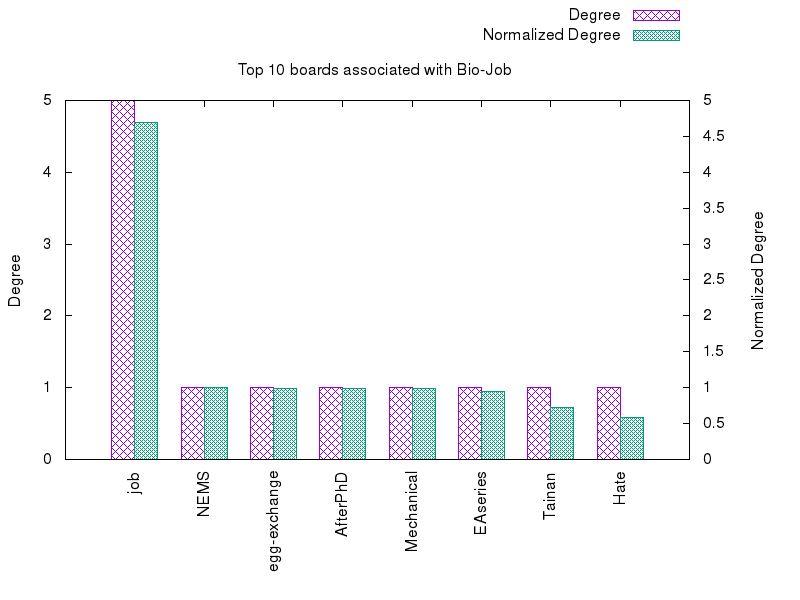 Degree
Normalized Degree
Top 10 boards associated with Bio-Job
5
4
3
2
1
0
5
4.5
4
3.5
3
2.5
2
1.5
1
0.5
0
Degree
Normalized Degree
job
NEMS
egg-exchange
AfterPhD
Mechanical
EAseries
Tainan
Hate